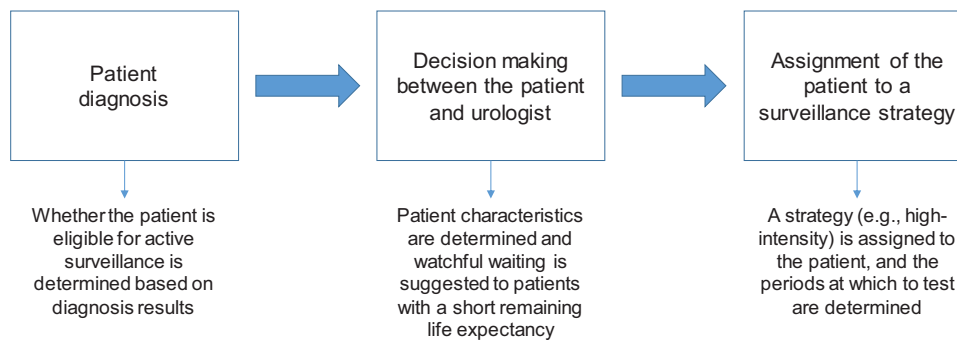 Patient
diagnosis
Decision making
between the patient
and urologist
Assignment of the
patient to a
surveillance strategy
Whether the patient is
eligible for active
surveillance is
determined based on
diagnosis results
Patient characteristics
are determined and
watchful waiting is
suggested to patients
with a short remaining
life expectancy
A strategy (e.g., high-
intensity) is assigned to
the patient, and the
periods at which to test
are determined